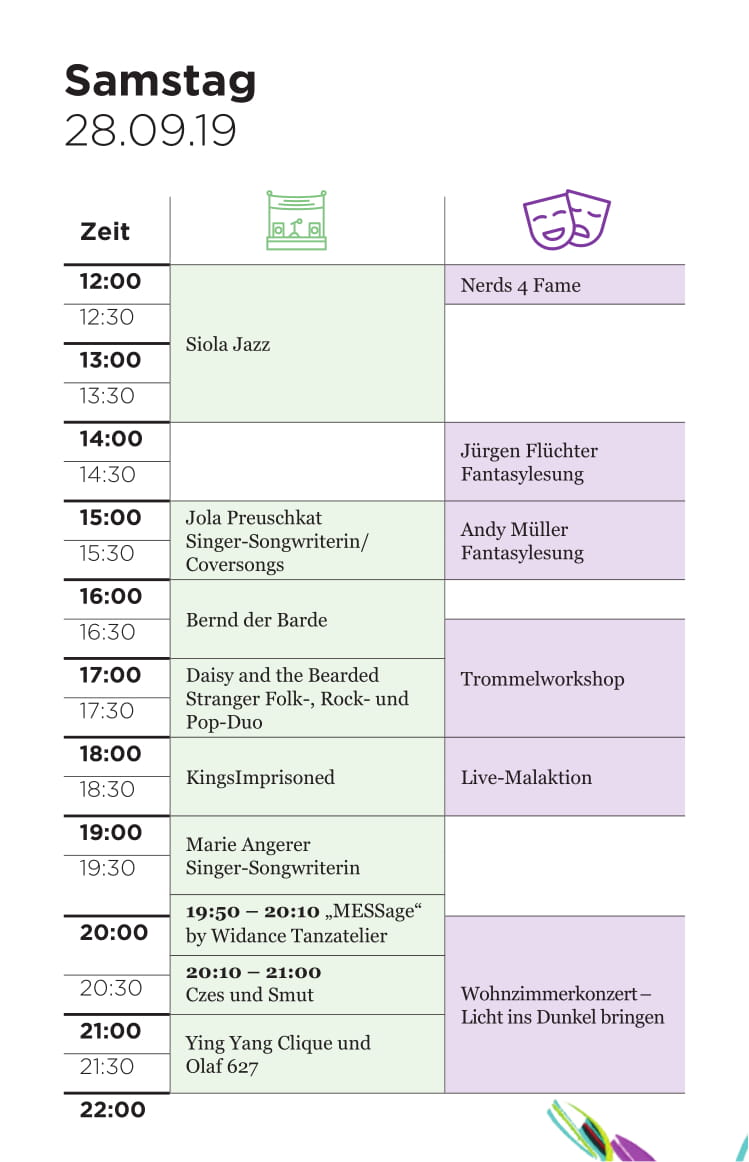 Samstag
28.09.19
Zeit
12:00
Nerds 4 Fame
12:30
Siola Jazz
13:00
13:30
14:00
Jürgen Flüchter
Fantasylesung
14:30
15:00
Jola Preuschkat
Singer-Songwriterin/
Coversongs
Andy Müller
Fantasylesung
15:30
16:00
Bernd der Barde
16:30
17:00
Daisy and the Bearded
Stranger Folk-, Rock- und
Pop-Duo
Trommelworkshop
17:30
18:00
KingsImprisoned
Live-Malaktion
18:30
19:00
Marie Angerer
Singer-Songwriterin
19:30
19:50 – 20:10 „MESSage“
by Widance Tanzatelier
20:00
20:10 – 21:00
Czes und Smut
20:30
Wohnzimmerkonzert–
Licht ins Dunkel bringen
21:00
Ying Yang Clique und
Olaf 627
21:30
22:00